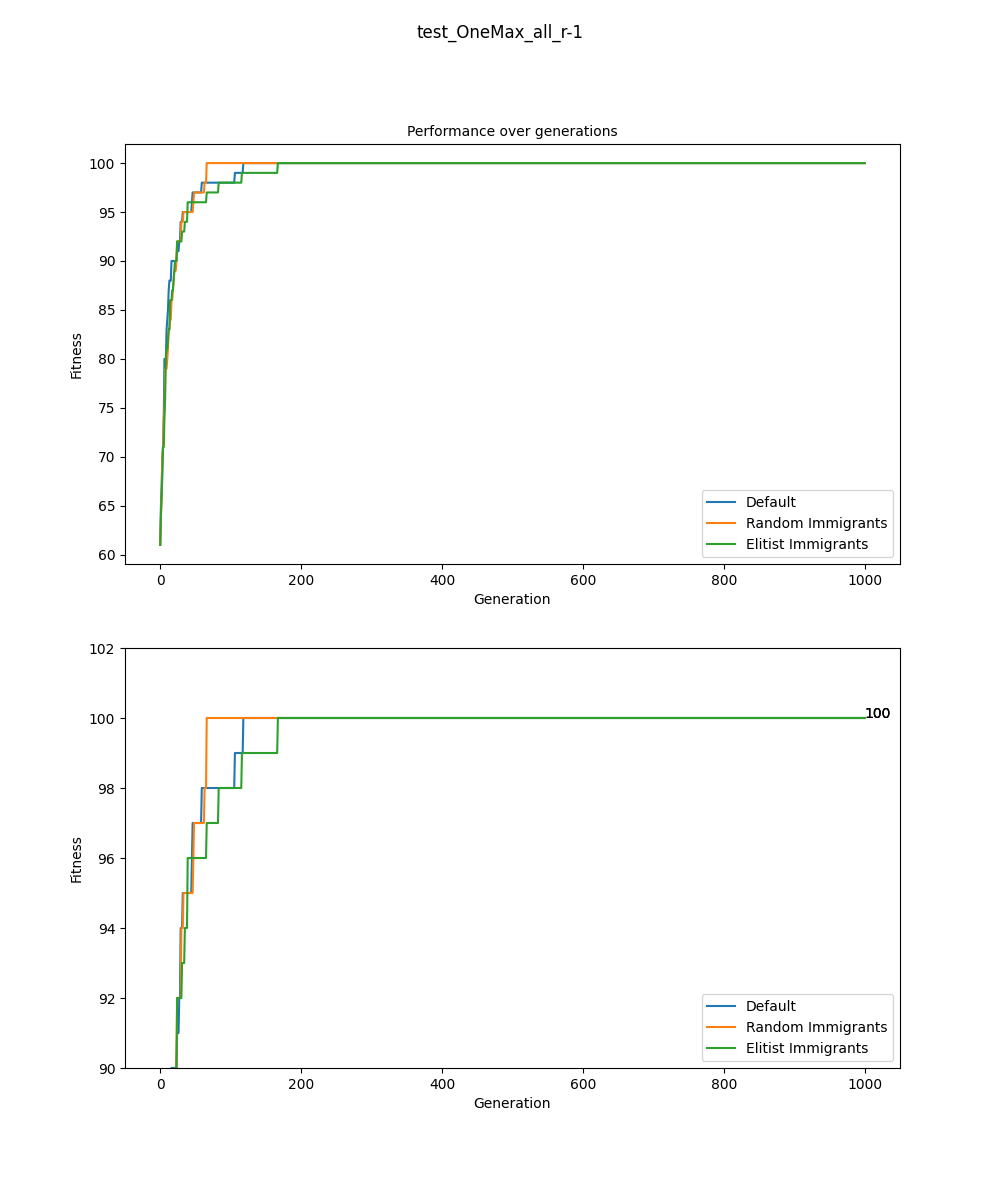 test_OneMax_all_r-1
Performance over generations
100
95
90
85
80
75
70
65
60
Fitness
0 200 400 600 800 1000
Generation
Default
Random Immigrants
Elitist Immigrants
102
100
98
96
94
92
90
Fitness
100
0 200 400 600 800 1000
Generation
Default
Random Immigrants
Elitist Immigrants